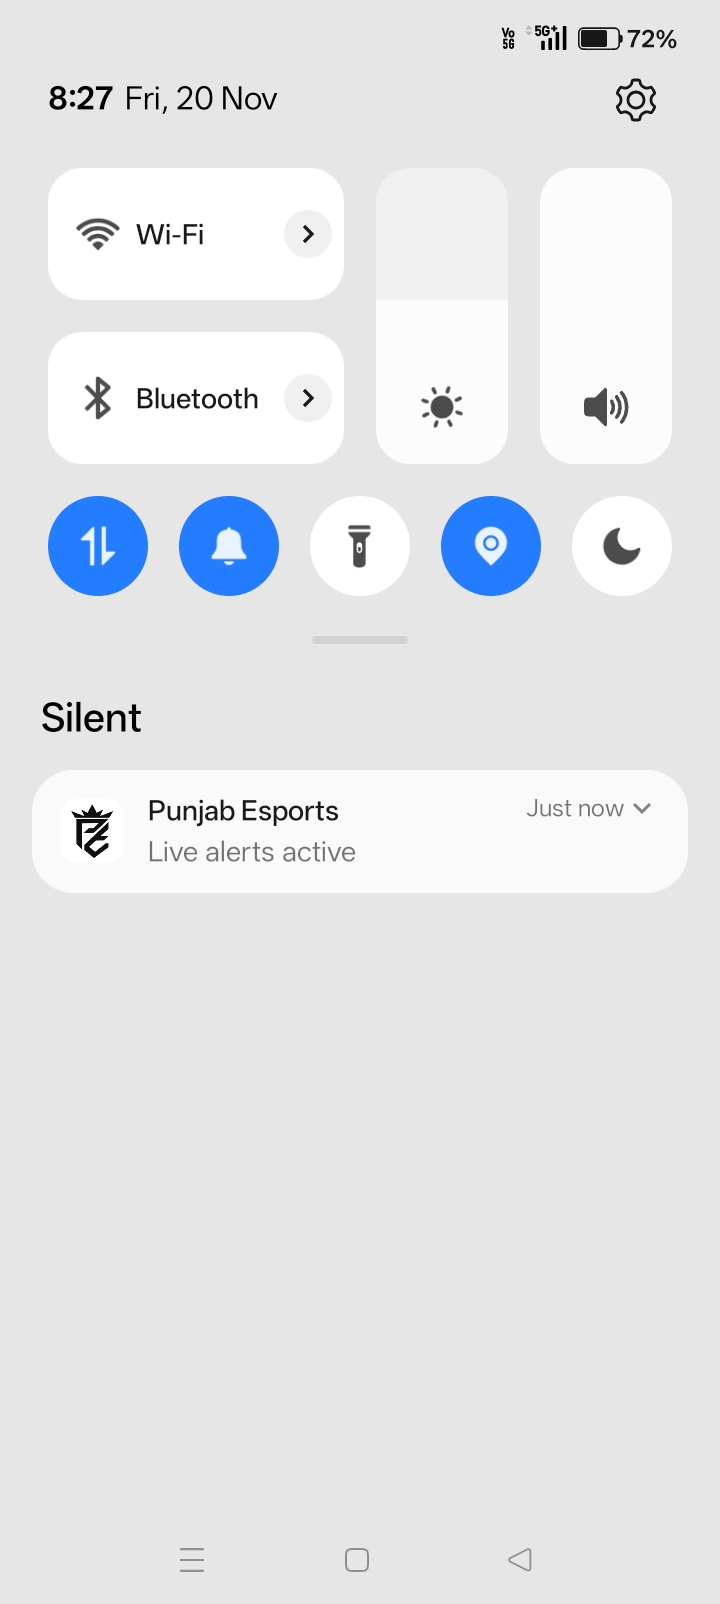 Vo 5G 5G+ 72%
8:27 Fri, 20 Nov
Wi-Fi
Bluetooth
Silent
Punjab Esports Just now
Live alerts active